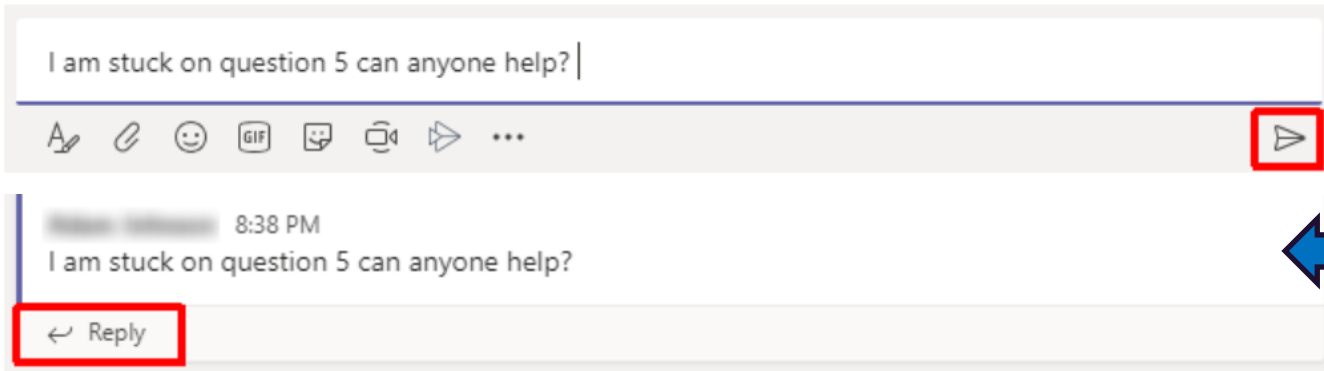 I am stuck on question 5 can anyone help?
GIF
8:38 PM
I am stuck on question 5 can anyone help?
Reply